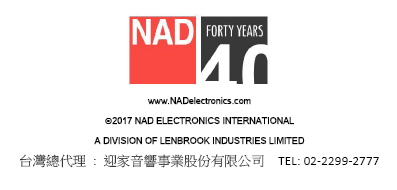 NAD FORTY YEARS
40
www.NADelectronics.com
©2017 NAD ELECTRONICS INTERNATIONAL
A DIVISION OF LENBROOK INDUSTRIES LIMITED
台灣總代理 : 迎家音響事業股份有限公司 TEL: 02-2299-2777